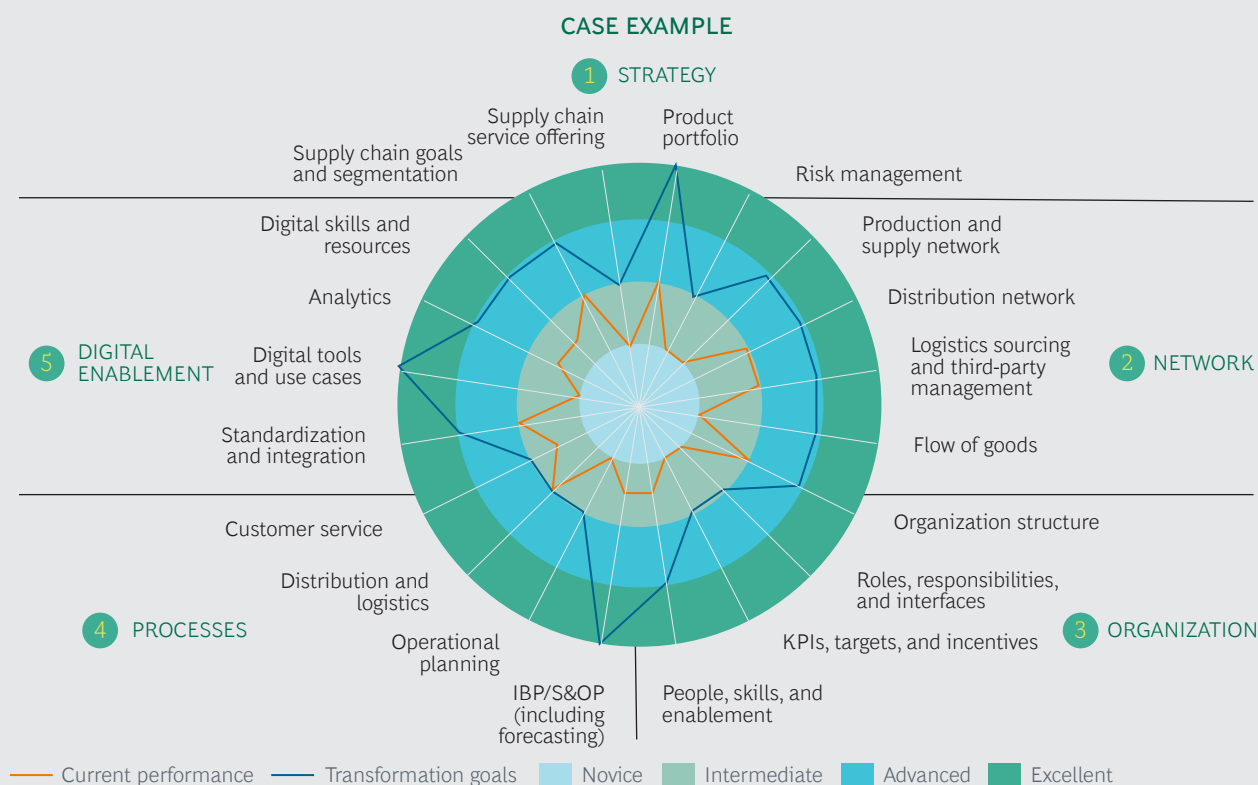 CASE EXAMPLE
1 STRATEGY
Supply chain
service offering
Product
portfolio
Supply chain goals
and segmentation
Risk management
Digital skills and
resources
Production and
supply network
Analytics
Distribution network
5 DIGITAL
ENABLEMENT
Digital tools
and use cases
Logistics sourcing
and third-party
management
2 NETWORK
Standardization
and integration
Flow of goods
Customer service
Organization structure
Distribution and
logistics
Roles, responsibilities,
and interfaces
4 PROCESSES
Operational
planning
KPIs, targets, and incentives
3 ORGANIZATION
IBP/S&OP
(including
forecasting)
People, skills, and
enablement
Current performance Transformation goals Novice Intermediate Advanced Excellent